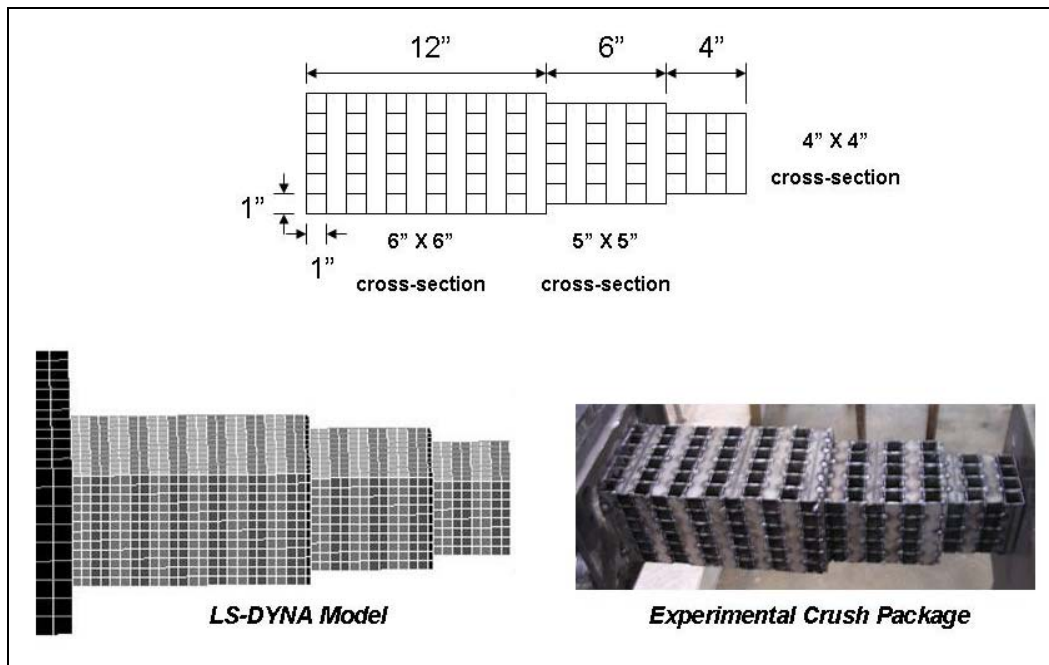 12” 6” 4”
4” X 4”
cross-section
1”
1”
6” X 6”
cross-section
5” X 5”
cross-section
LS-DYNA Model
Experimental Crush Package